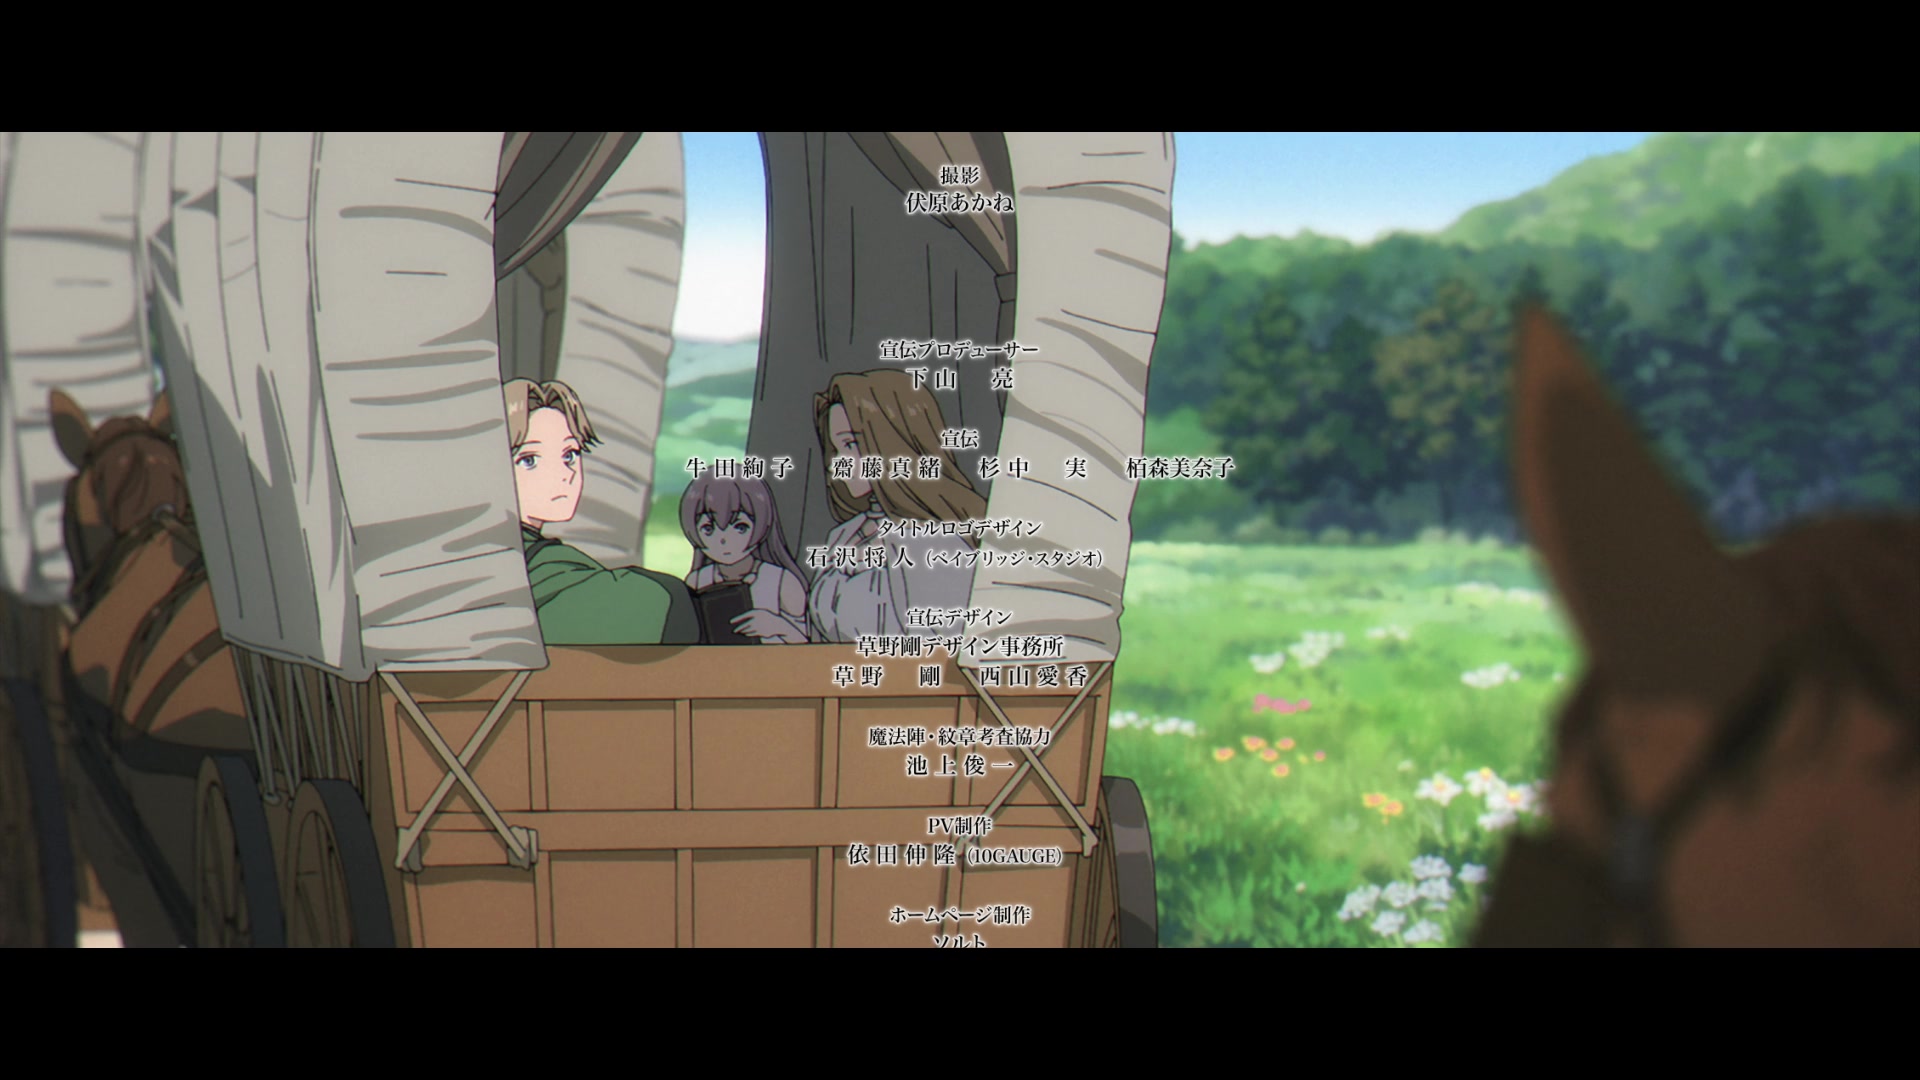 撮影
伏原あかね
宣伝プロデューサー
下山　亮
宣伝
牛田絢子　齋藤真緒　杉中　実　栢森美奈子
タイトルロゴデザイン
石沢将人（ベイブリッジ・スタジオ）
宣伝デザイン
草野剛デザイン事務所
草野　剛　西山愛香
魔法陣・紋章考査協力
池上俊一
PV制作
依田伸隆（10GAUGE）
ホームページ制作
ソルト